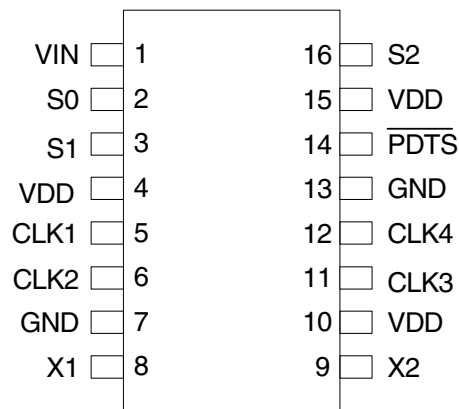 VIN 1 16 S2
S0 2 15 VDD
S1 3 14 PDTS
VDD 4 13 GND
CLK1 5 12 CLK4
CLK2 6 11 CLK3
GND 7 10 VDD
X1 8 9 X2